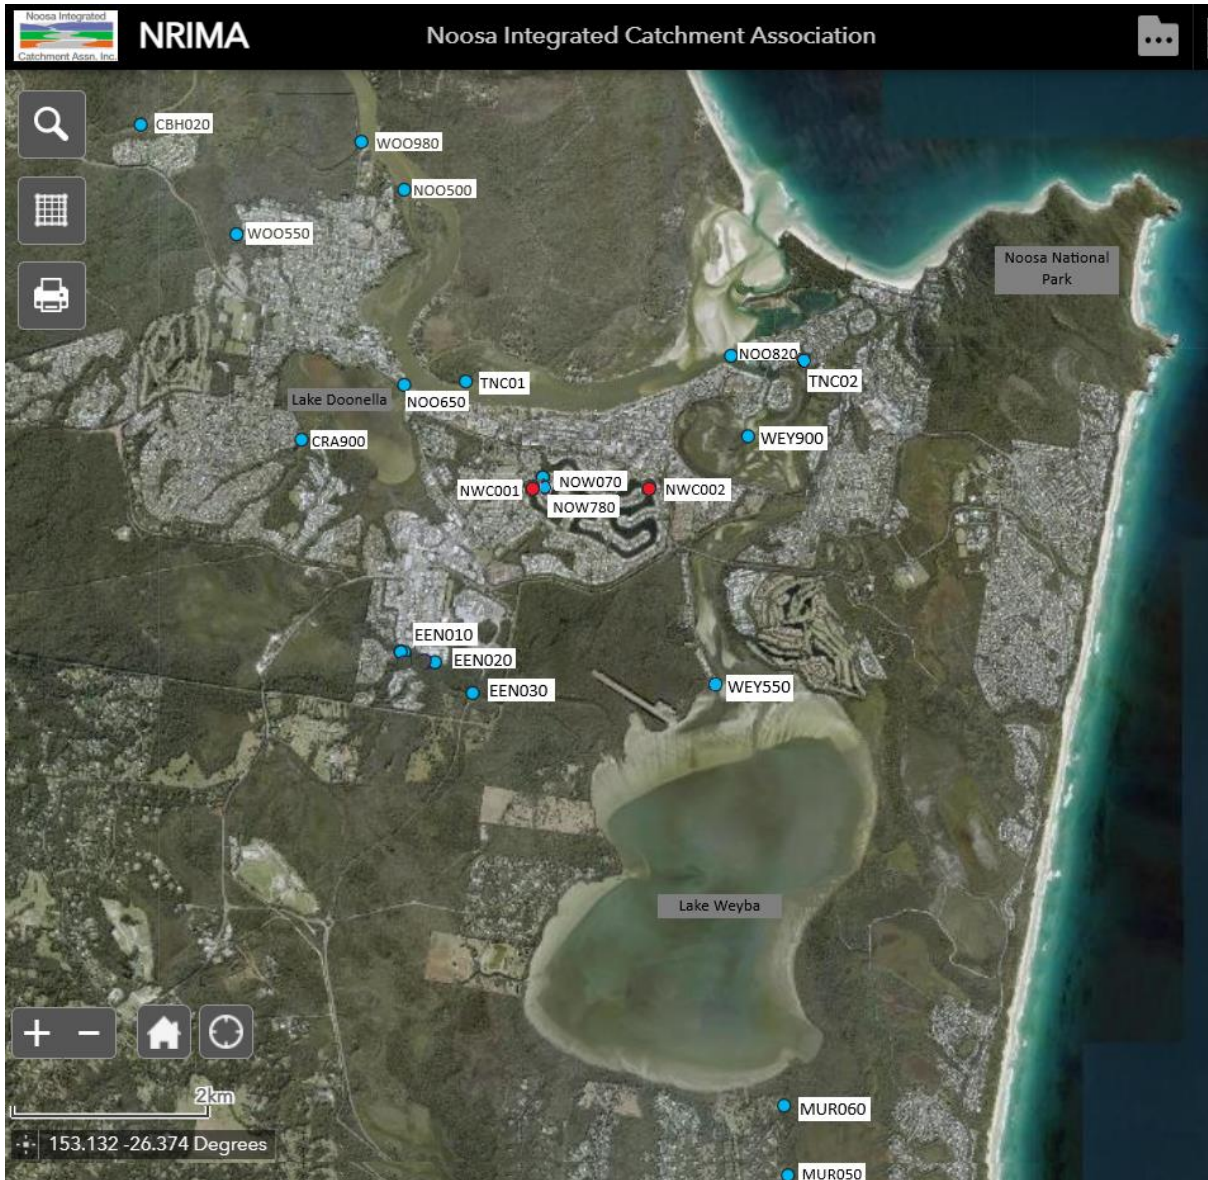 Noosa Integrated
Catchment Assn. Inc.
NRIMA
Noosa Integrated Catchment Association
CBH020
WOO980
NOO500
WOO550
Noosa National
Park
NOO820
TNC02
TNC01
Lake Doonella
NOO650
CRA900
WEY900
NWC001
NOW070
NWC002
NOW780
EEN010
EEN020
EEN030
WEY550
Lake Weyba
2km
MUR060
153.132 -26.374 Degrees
MUR050